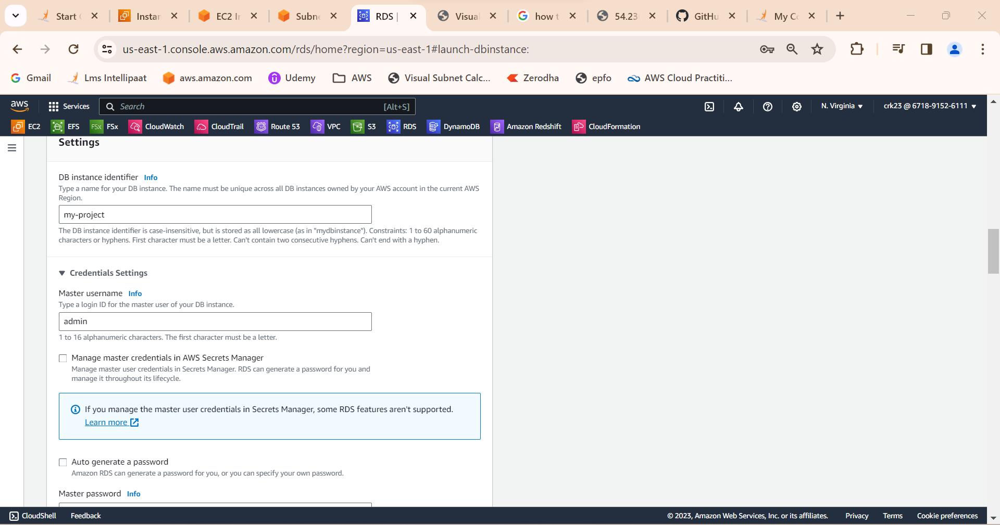 Start
Instan
EC2 In
Subne
RDS |
Visual
how t
54.23
GitHu
My Co
us-east-1.console.aws.amazon.com/rds/home?region=us-east-1#launch-dbinstance:
Gmail
Lms Intellipaat
aws.amazon.com
Udemy
AWS
Visual Subnet Calc...
Zerodha
epfo
AWS Cloud Practiti...
aws
Services
Search
[Alt+S]
N. Virginia
crk23 @ 6718-9152-6111
EC2
EFS
FSx FSx
CloudWatch
CloudTrail
Route 53
VPC
S3
RDS
DynamoDB
Amazon Redshift
CloudFormation
Settings
DB instance identifier Info
Type a name for your DB instance. The name must be unique across all DB instances owned by your AWS account in the current AWS
Region.
my-project
The DB instance identifier is case-insensitive, but is stored as all lowercase (as in "mydbinstance"). Constraints: 1 to 60 alphanumeric
characters or hyphens. First character must be a letter. Can't contain two consecutive hyphens. Can't end with a hyphen.
Credentials Settings
Master username Info
Type a login ID for the master user of your DB instance.
admin
1 to 16 alphanumeric characters. The first character must be a letter.
Manage master credentials in AWS Secrets Manager
Manage master user credentials in Secrets Manager. RDS can generate a password for you and
manage it throughout its lifecycle.
If you manage the master user credentials in Secrets Manager, some RDS features aren't supported.
Learn more
Auto generate a password
Amazon RDS can generate a password for you, or you can specify your own password.
Master password Info
CloudShell
Feedback
© 2023, Amazon Web Services, Inc. or its affiliates.
Privacy
Terms
Cookie preferences